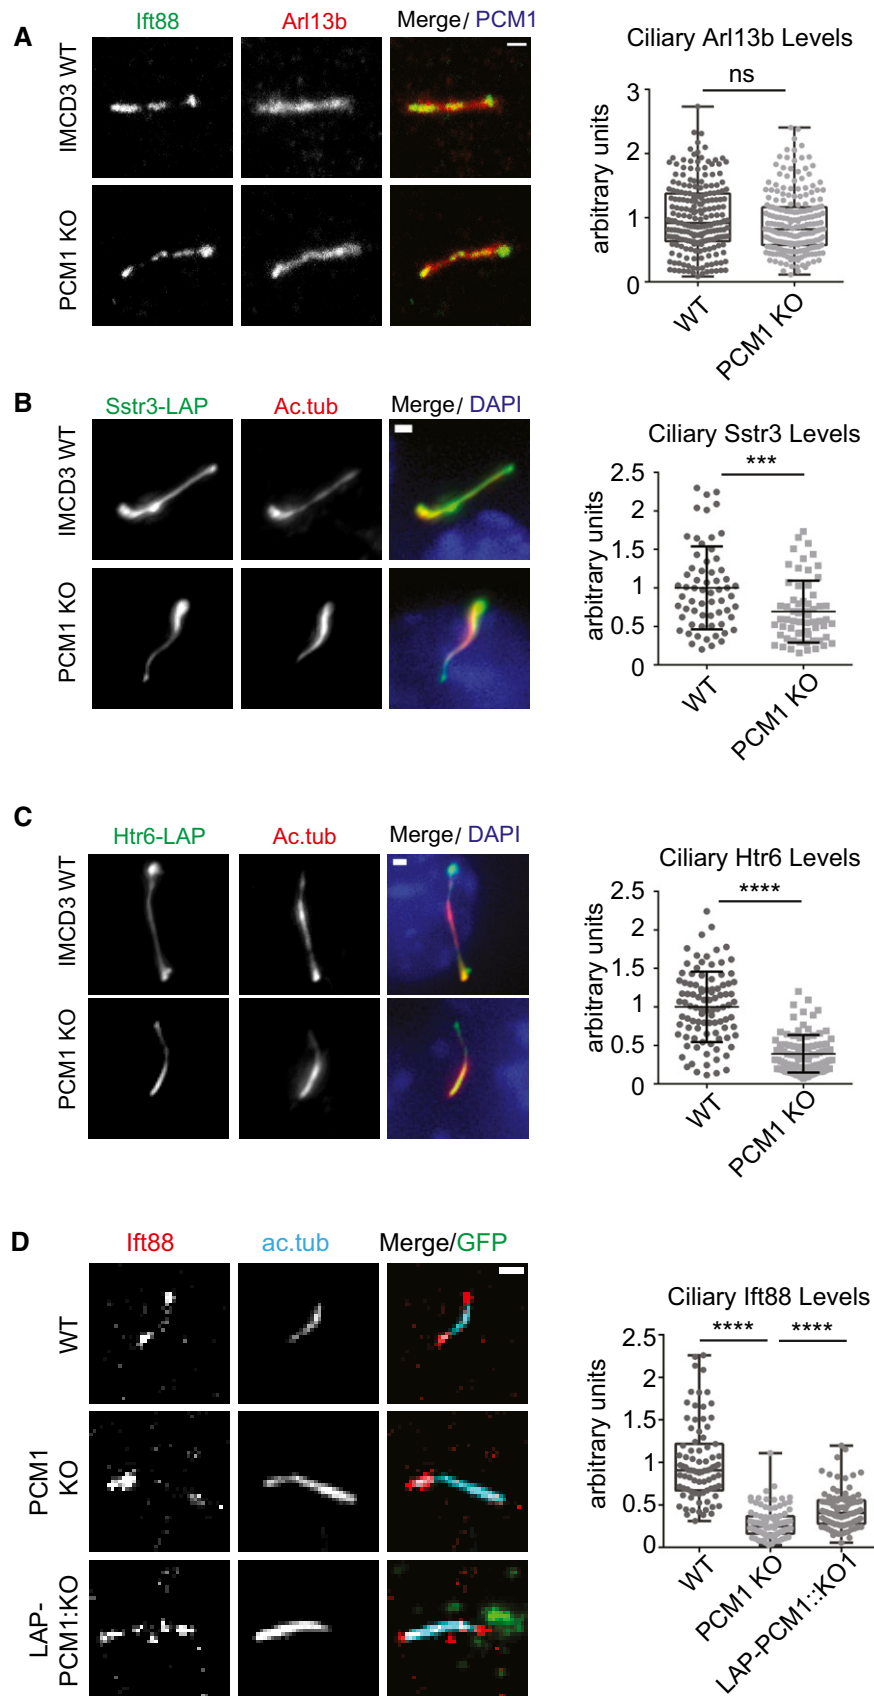 A
Ift88 Arl13b Merge/ PCM1
IMCD3 WT
PCM1 KO
Ciliary Arl13b Levels
ns
arbitrary units
3
2
1
0
WT
PCM1 KO
B
Sstr3-LAP Ac.tub Merge/ DAPI
IMCD3 WT
PCM1 KO
Ciliary Sstr3 Levels
***
arbitrary units
2.5
2
1.5
1
0.5
0
WT
PCM1 KO
C
Htr6-LAP Ac.tub Merge/ DAPI
IMCD3 WT
PCM1 KO
Ciliary Htr6 Levels
****
arbitrary units
2.5
2
1.5
1
0.5
0
WT
PCM1 KO
D
Ift88 ac.tub Merge/GFP
WT
PCM1
KO
LAP-
PCM1:KO
Ciliary Ift88 Levels
**** ****
arbitrary units
2.5
2
1.5
1
0.5
0
WT
PCM1 KO
LAP-PCM1::KO1